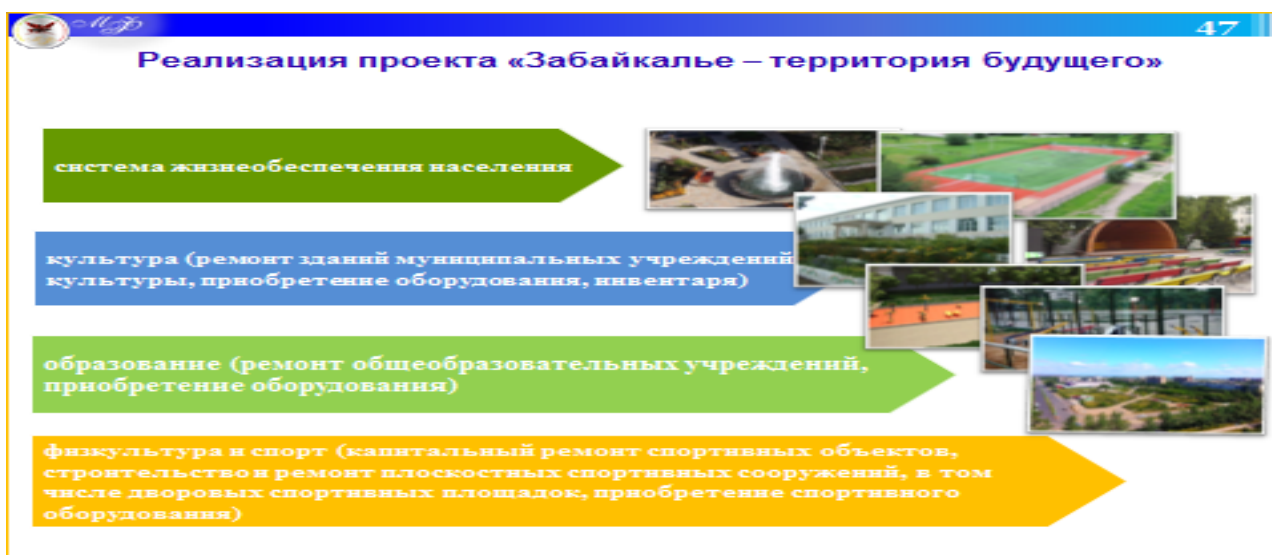 МФ
47
Реализация проекта «Забайкалье – территория будущего»
система жизнеобеспечения населения
культура (ремонт зданий муниципальных учреждений
культуры, приобретение оборудования, инвентаря)
образование (ремонт общеобразовательных учреждений,
приобретение оборудования)
физкультура и спорт (капитальный ремонт спортивных объектов,
строительство и ремонт плоскостных спортивных сооружений, в том
числе дворовых спортивных площадок, приобретение спортивного
оборудования)